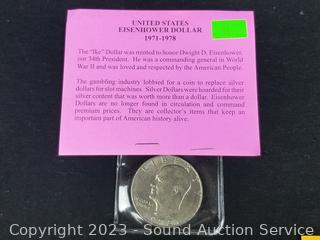 UNITED STATES
EISENHOWER DOLLAR
1971-1978
The "Ike" Dollar was minted to honor Dwight D. Eisenhower,
our 34th President. He was a commanding general in World
War II and was loved and respected by the American People.
The gambling industry lobbied for a coin to replace silver
dollars for slot machines. Silver Dollars were hoarded for their
silver content that was worth more than a dollar. Eisenhower
Dollars are no longer found in circulation and command
premium prices. They are collector's items that keep an
important part of American history alive.
LIBERTY
Copyright 2023 - Sound Auction Service